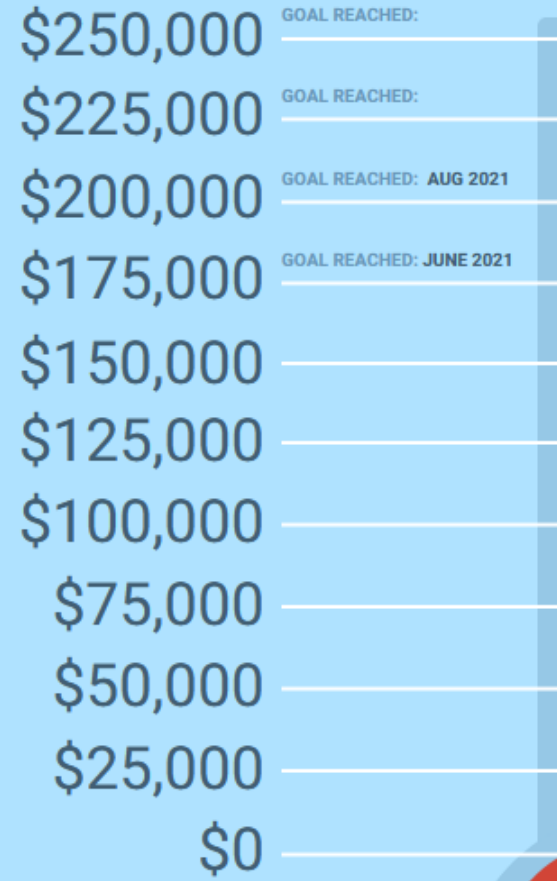 $250,000 GOAL REACHED:
$225,000 GOAL REACHED:
$200,000 GOAL REACHED: AUG 2021
$175,000 GOAL REACHED: JUNE 2021
$150,000
$125,000
$100,000
$75,000
$50,000
$25,000
$0